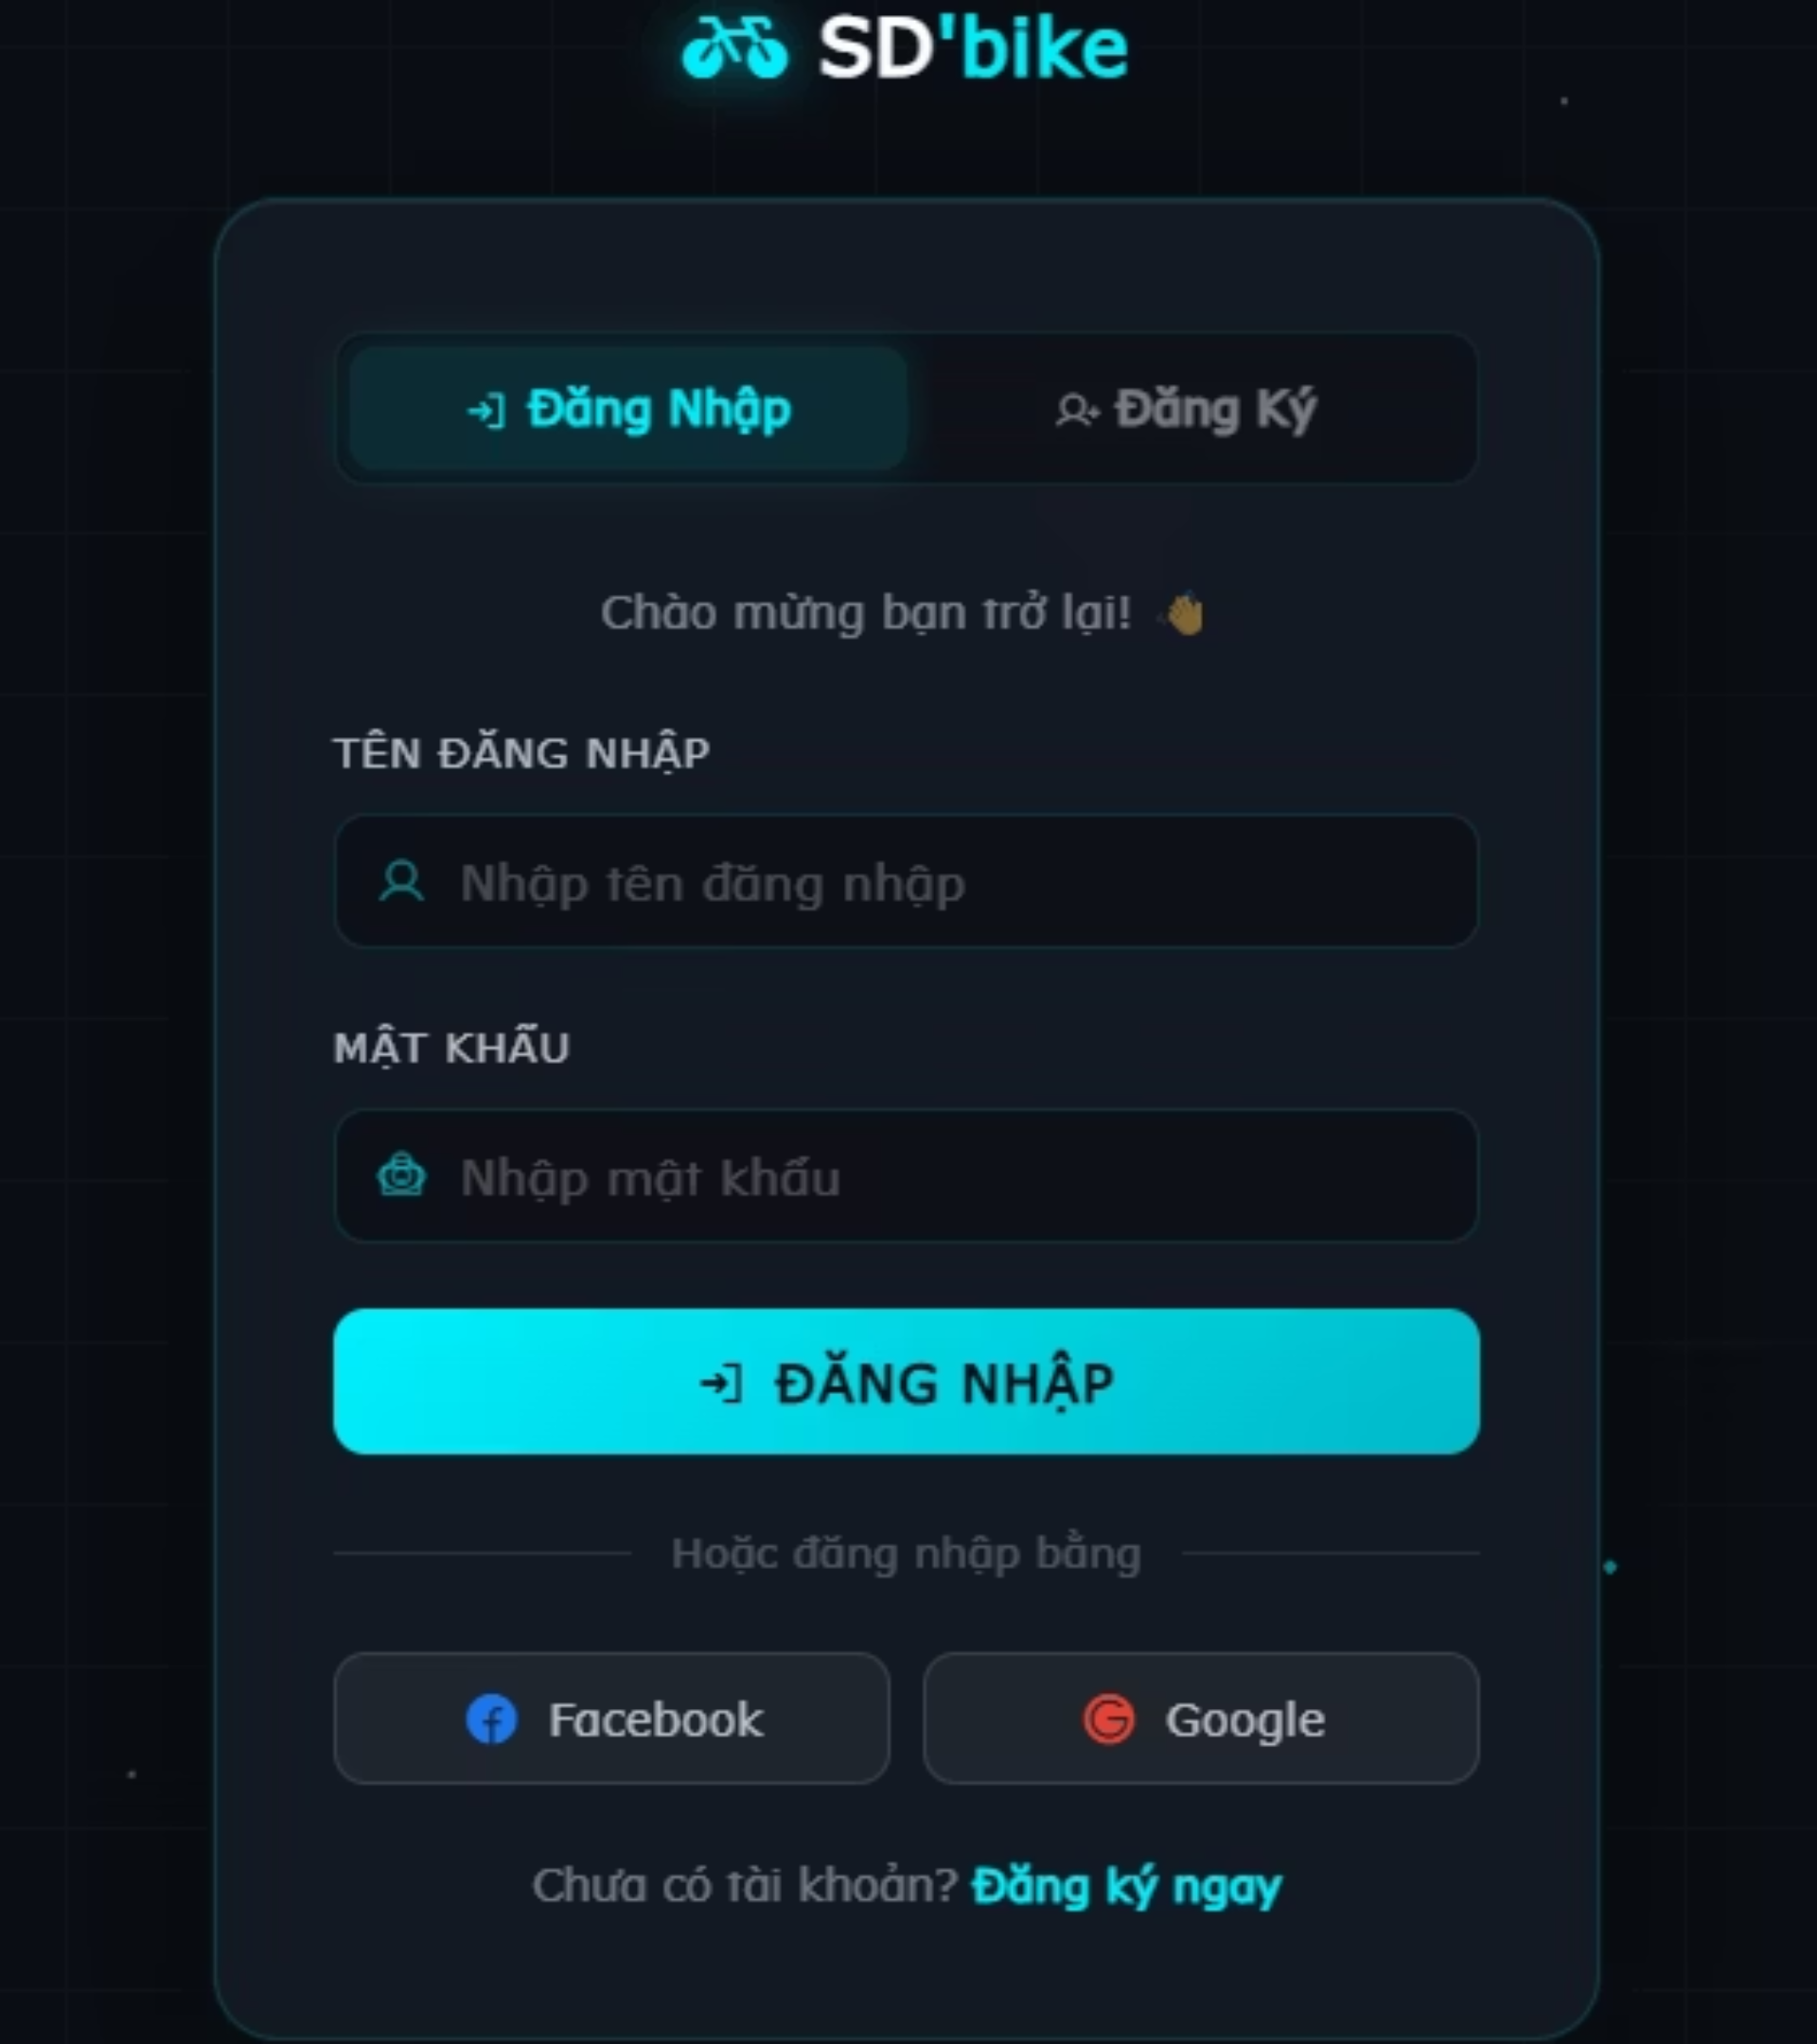 SD'bike
Đăng Nhập
Đăng Ký
Chào mừng bạn trở lại! 👋
TÊN ĐĂNG NHẬP
Nhập tên đăng nhập
MẬT KHẪU
Nhập mật khẩu
ĐĂNG NHẬP
Hoặc đăng nhập bằng
Facebook
Google
Chưa có tài khoản? Đăng ký ngay